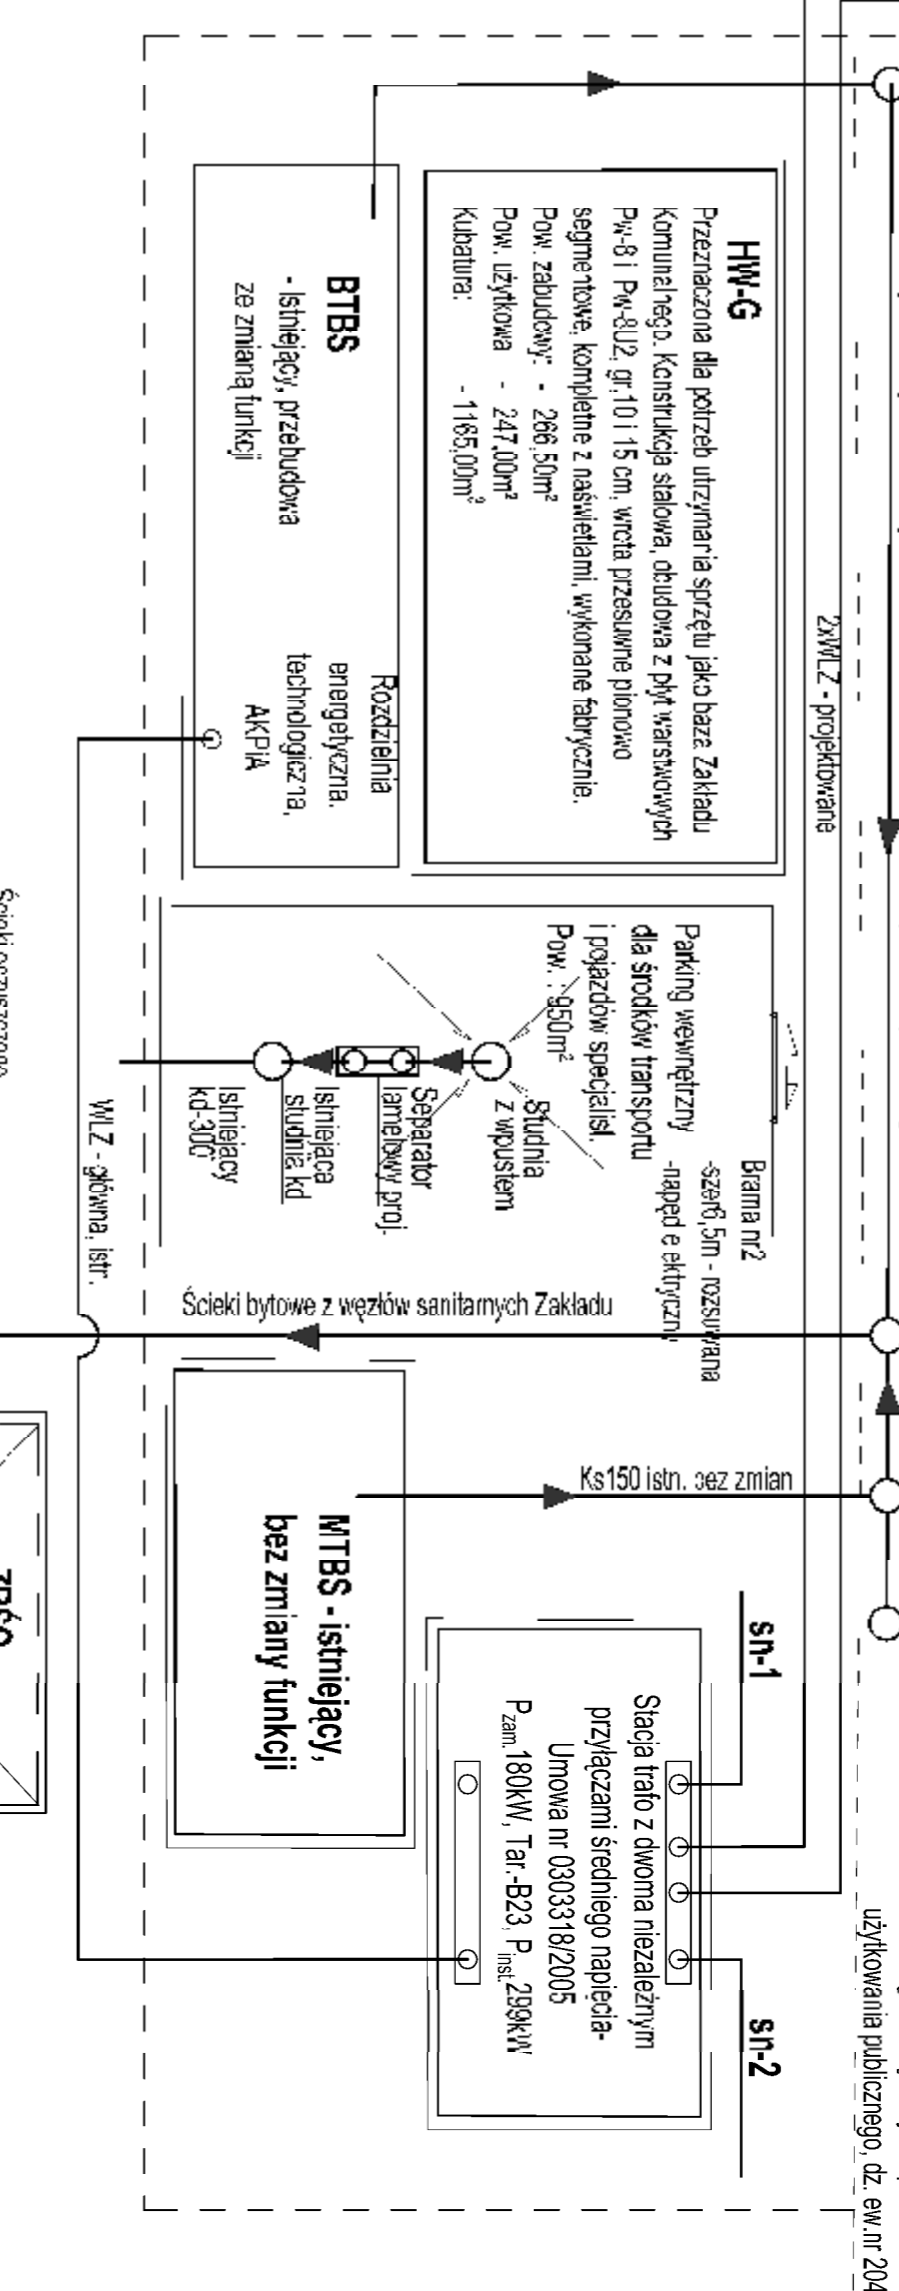 HW-G
Przeznaczona dla potrzeb utrzymania sprzętu jako baza Zakładu
Komunalnego. Konstrukcja stalowa, obudowa z płyt warstwowych
Pw-8 i Pw-8U2, gr.10 i 15 cm, wrota przesuwne pionowo
segmentowe, kompletne z naświetlami, wykonane fabrycznie.
Pow. zabudowy: - 266,50m²
Pow. użytkowa - 247,00m²
Kubatura: - 1165,00m³
BTBS
- Istniejący, przebudowa
ze zmianą funkcji
Rozdzielnia
energetyczna,
technologiczna,
AKPiA
2xWLZ - projektowane
Parking wewnętrzny
dla środków transportu
i pojazdów specjalist.
Pow. : 950m²
Brama nr2
-szer6,5m - rozsuwana
-napęd elektryczny
Studnia
z wpustem
Separator
lamelowy proj.
Istniejąca
studnia kd
Istniejący
kd-300
WLZ - główna, istn.
Ścieki oczyszczone
Ścieki bytowe z węzłów sanitarnych Zakładu
Ks150 istn. bez zmian
MTBS - istniejący,
bez zmiany funkcji
sn-1
Stacja trafo z dwoma niezależnym
przyłączami średniego napięcia-
Umowa nr 0303318/2005
Pzam.180kW, Tar.-B23, Pinst.299kW
sn-2
użytkowania publicznego, dz. ew.nr 204